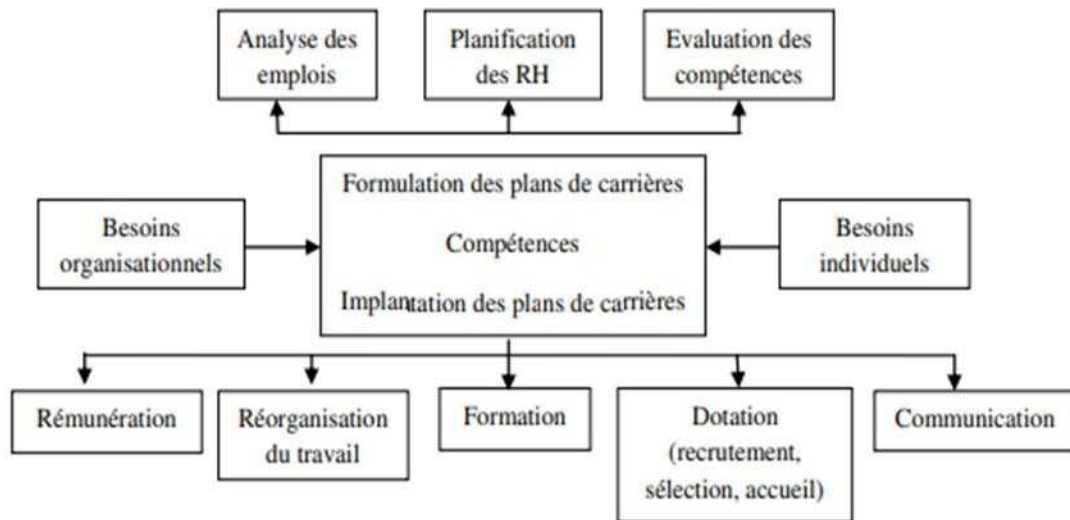 Analyse des
emplois
Planification
des RH
Evaluation des
compétences
Formulation des plans de carrières
Compétences
Implantation des plans de carrières
Besoins
organisationnels
Besoins
individuels
Rémunération
Réorganisation
du travail
Formation
Dotation
(recrutement,
sélection, accueil)
Communication